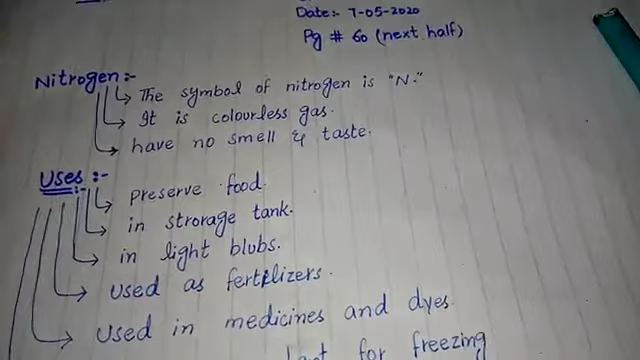 Date:- 7-05-2020
Pg # 60 (next half)
Nitrogen:-
The symbol of nitrogen is "N."
It is colourless gas.
have no smell & taste.
Uses:-
preserve food.
in strorage tank.
in light blubs.
used as fertilizers.
used in medicines and dyes.
for freezing